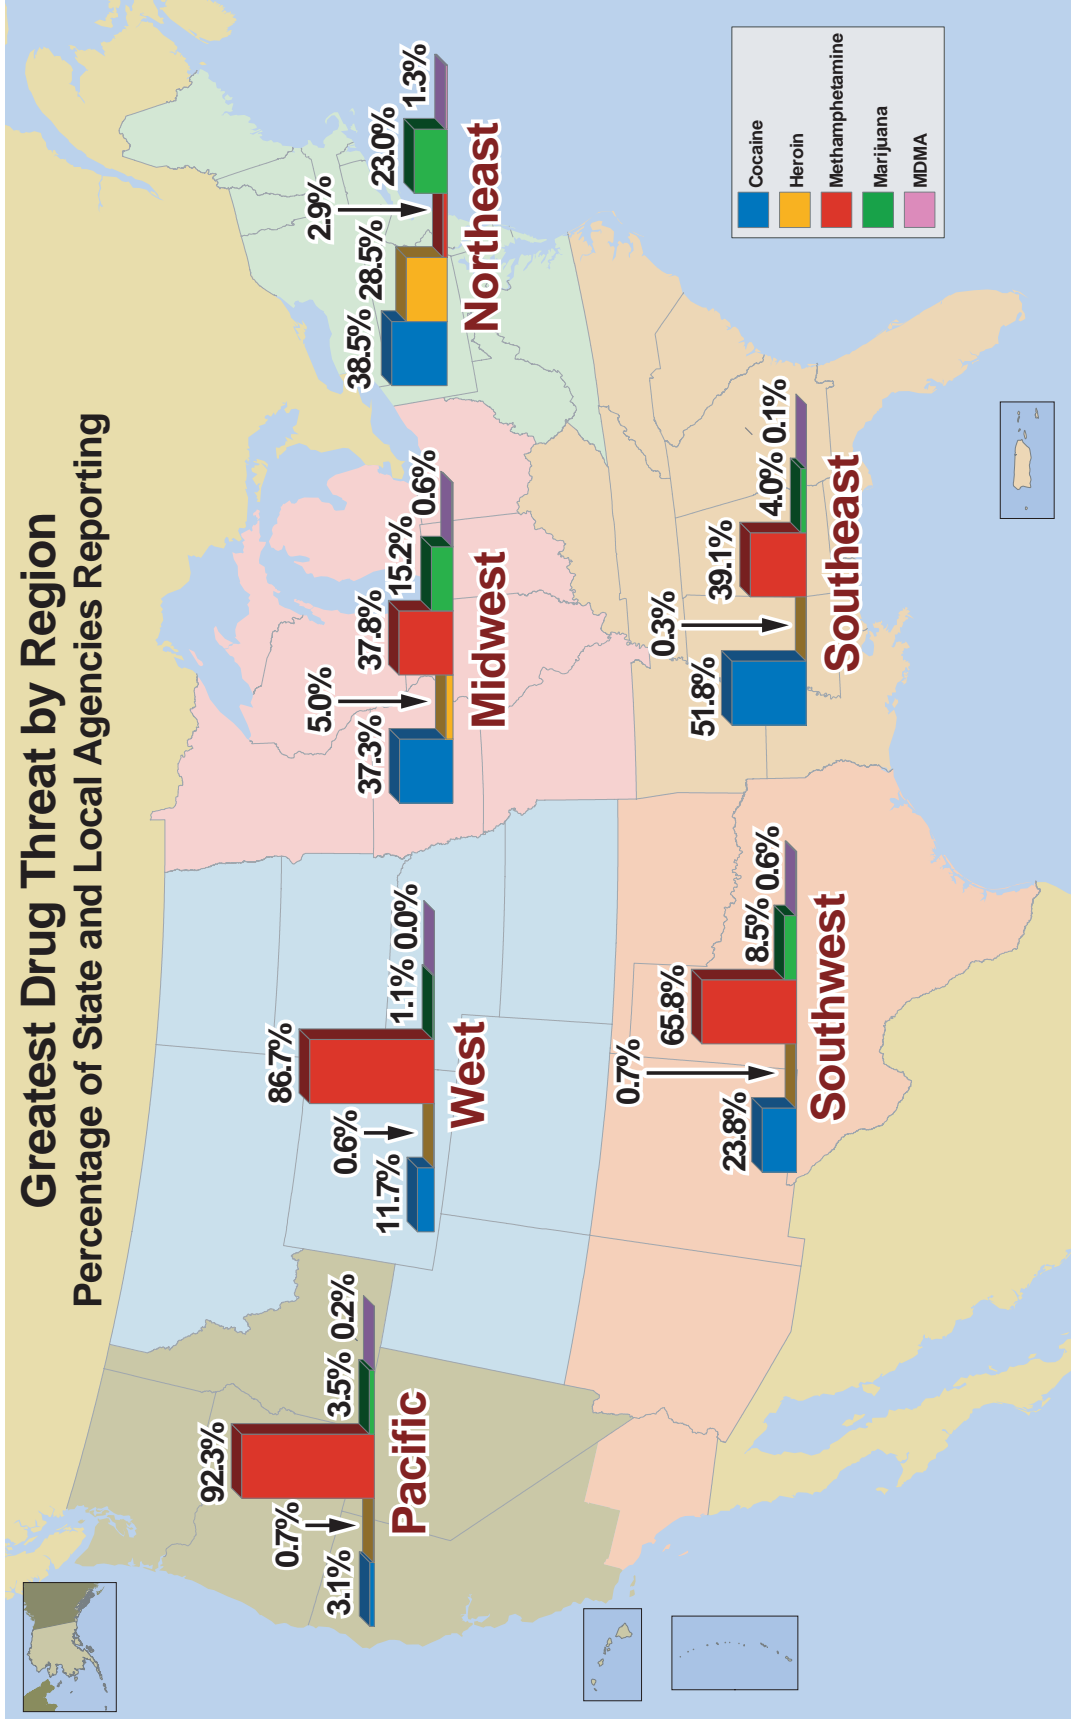 Greatest Drug Threat by Region
Percentage of State and Local Agencies Reporting
3.1%
0.7%
92.3%
3.5%
0.2%
Pacific
11.7%
0.6%
86.7%
1.1%
0.0%
West
37.3%
5.0%
37.8%
15.2%
0.6%
Midwest
38.5%
28.5%
2.9%
23.0%
1.3%
Northeast
23.8%
0.7%
65.8%
8.5%
0.6%
Southwest
51.8%
0.3%
39.1%
4.0%
0.1%
Southeast
Cocaine
Heroin
Methamphetamine
Marijuana
MDMA